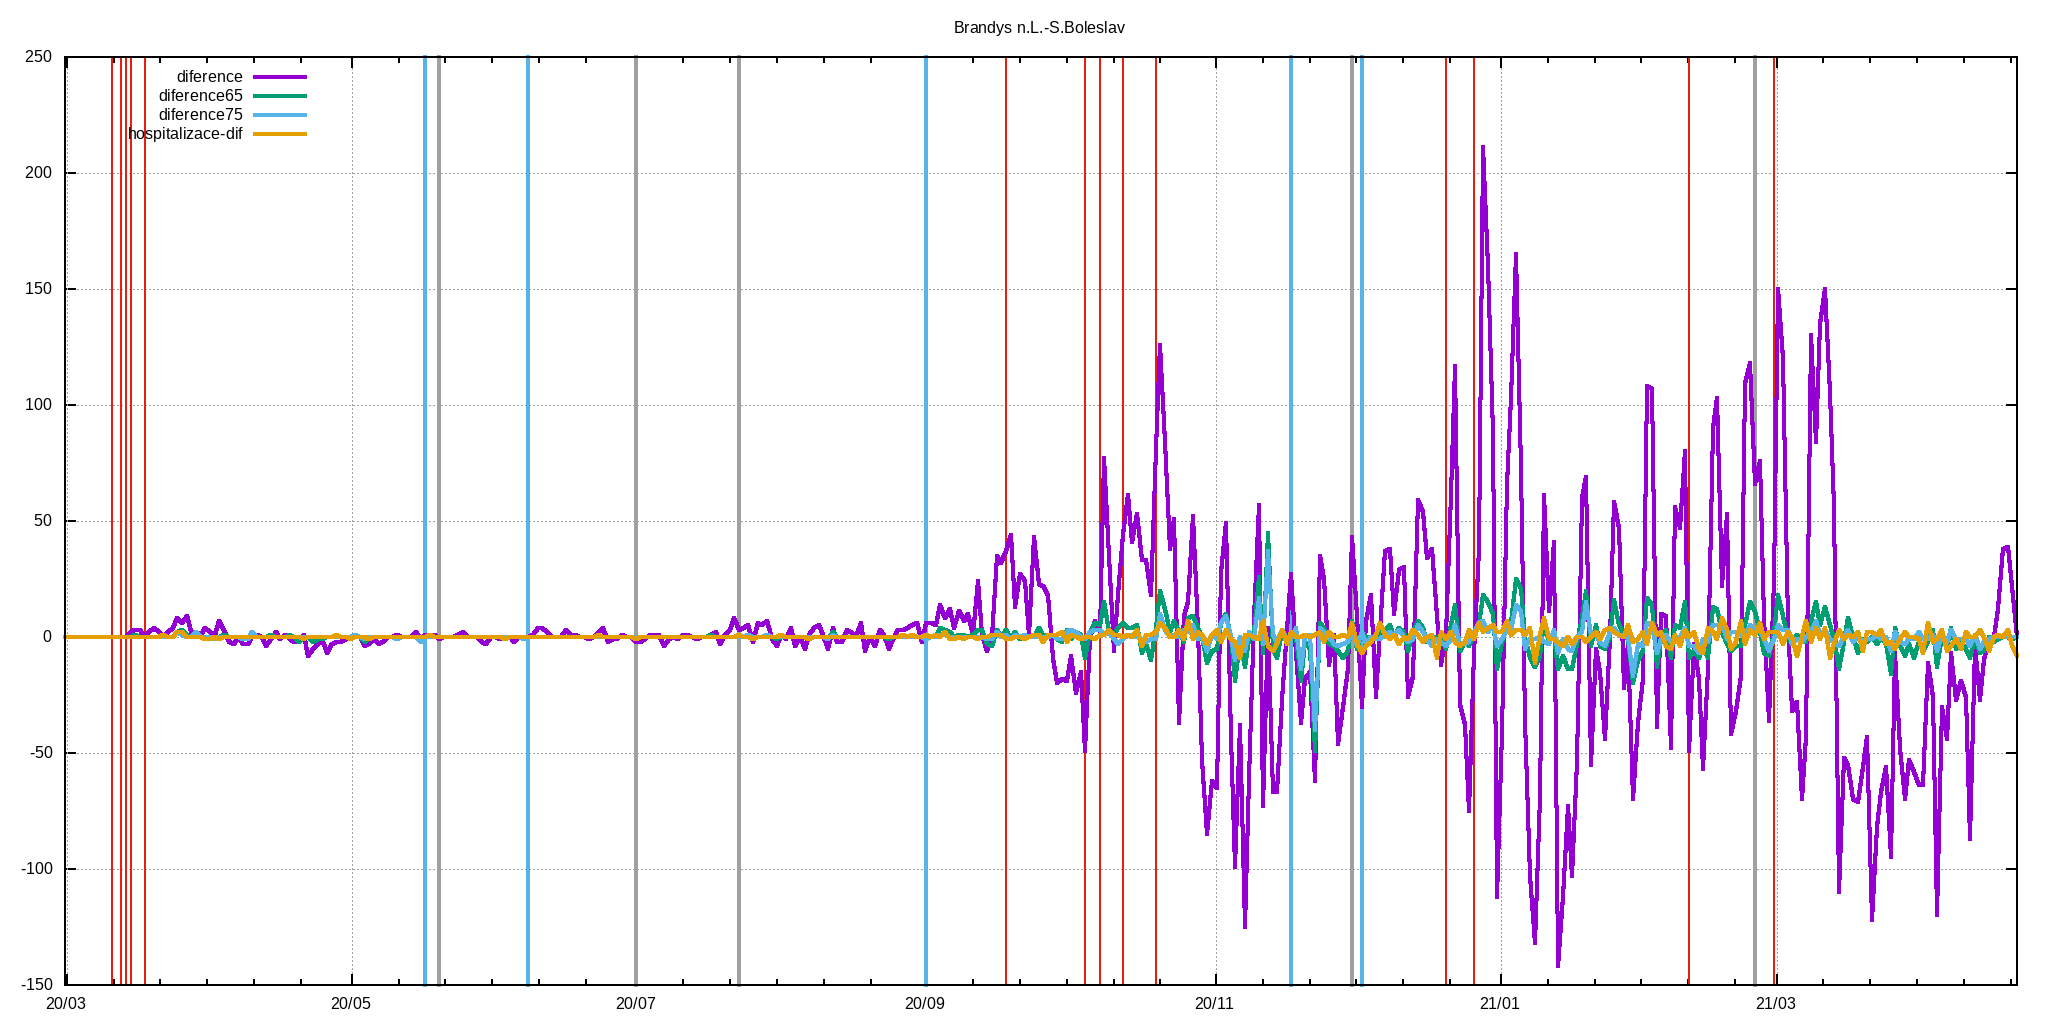 Brandys n.L.-S.Boleslav
diference
diference65
diference75
hospitalizace-dif
250
200
150
100
50
0
-50
-100
-150
20/03 20/05 20/07 20/09 20/11 21/01 21/03